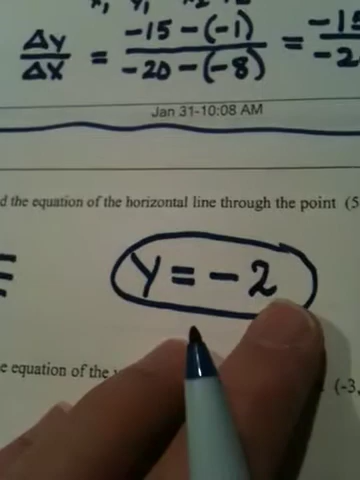 ΔY/ΔX = -15-(-1)/-20-(-8) = -15/-2
Jan 31-10:08 AM
d the equation of the horizontal line through the point (5
=
Y = -2
e equation of the
(-3,